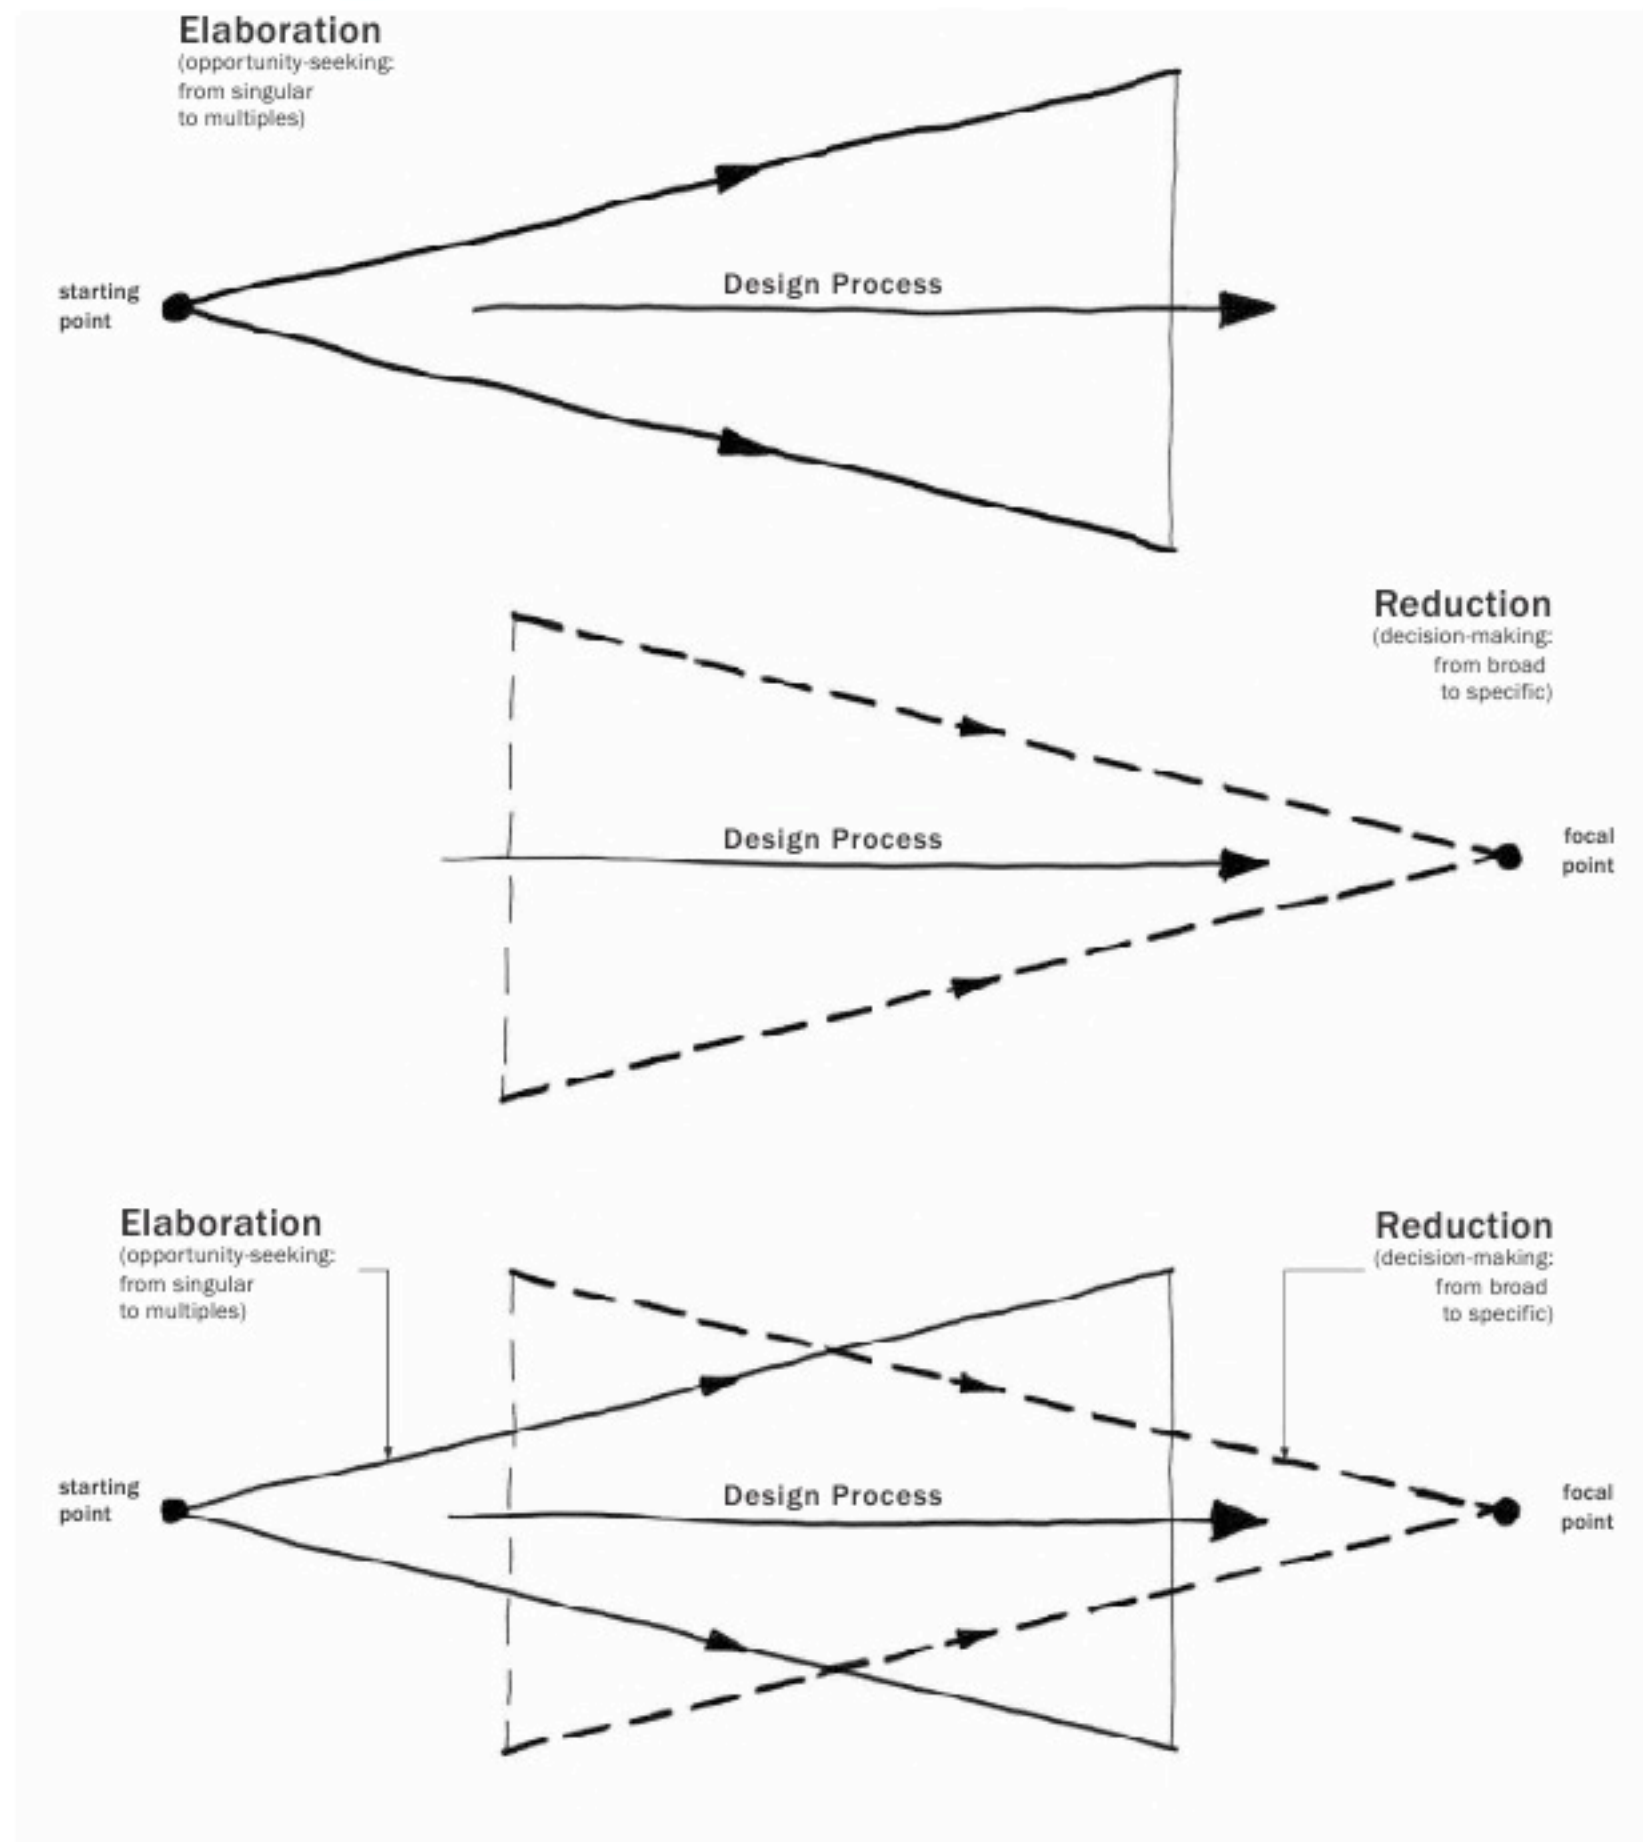 Elaboration
(opportunity-seeking:
from singular
to multiples)
Design Process
starting
point
Reduction
(decision-making:
from broad
to specific)
Design Process
focal
point
Elaboration
(opportunity-seeking:
from singular
to multiples)
Reduction
(decision-making:
from broad
to specific)
starting
point
Design Process
focal
point